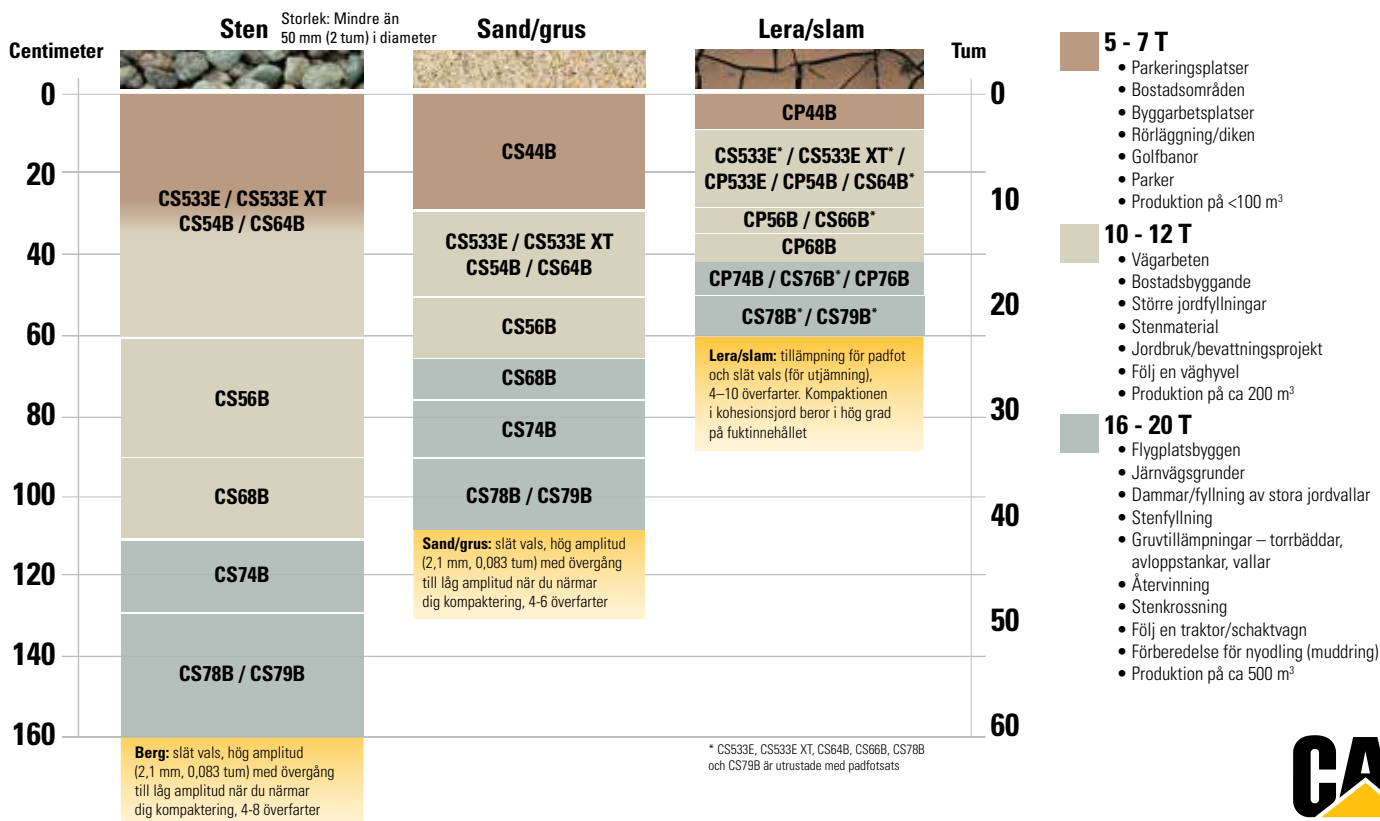 Sten
Storlek: Mindre än
50 mm (2 tum) i diameter
Sand/grus
Lera/slam
Centimeter
Tum
0
20
40
60
80
100
120
140
160
CS533E / CS533E XT
CS54B / CS64B
CS56B
CS68B
CS74B
CS78B / CS79B
Berg: slät vals, hög amplitud
(2,1 mm, 0,083 tum) med övergång
till låg amplitud när du närmar
dig kompaktering, 4-8 överfarter
CS44B
CS533E / CS533E XT
CS54B / CS64B
CS56B
CS68B
CS74B
CS78B / CS79B
Sand/grus: slät vals, hög amplitud
(2,1 mm, 0,083 tum) med övergång
till låg amplitud när du närmar
dig kompaktering, 4-6 överfarter
CP44B
CS533E* / CS533E XT* /
CP533E / CP54B / CS64B*
CP56B / CS66B*
CP68B
CP74B / CS76B* / CP76B
CS78B* / CS79B*
Lera/slam: tillämpning för padfot
och slät vals (för utjämning),
4–10 överfarter. Kompaktionen
i kohesionsjord beror i hög grad
på fuktinnehållet
* CS533E, CS533E XT, CS64B, CS66B, CS78B
och CS79B är utrustade med padfotsats
0
10
20
30
40
50
60
5 - 7 T
• Parkeringsplatser
• Bostadsområden
• Byggarbetsplatser
• Rörläggning/diken
• Golfbanor
• Parker
• Produktion på <100 m³
10 - 12 T
• Vägarbeten
• Bostadsbyggande
• Större jordfyllningar
• Stenmaterial
• Jordbruk/bevattningsprojekt
• Följ en väghyvel
• Produktion på ca 200 m³
16 - 20 T
• Flygplatsbyggen
• Järnvägsgrunder
• Dammar/fyllning av stora jordvallar
• Stenfyllning
• Gruvtillämpningar – torrbäddar,
avloppstankar, vallar
• Återvinning
• Stenkrossning
• Följ en traktor/schaktvagn
• Förberedelse för nyodling (muddring)
• Produktion på ca 500 m³
CA